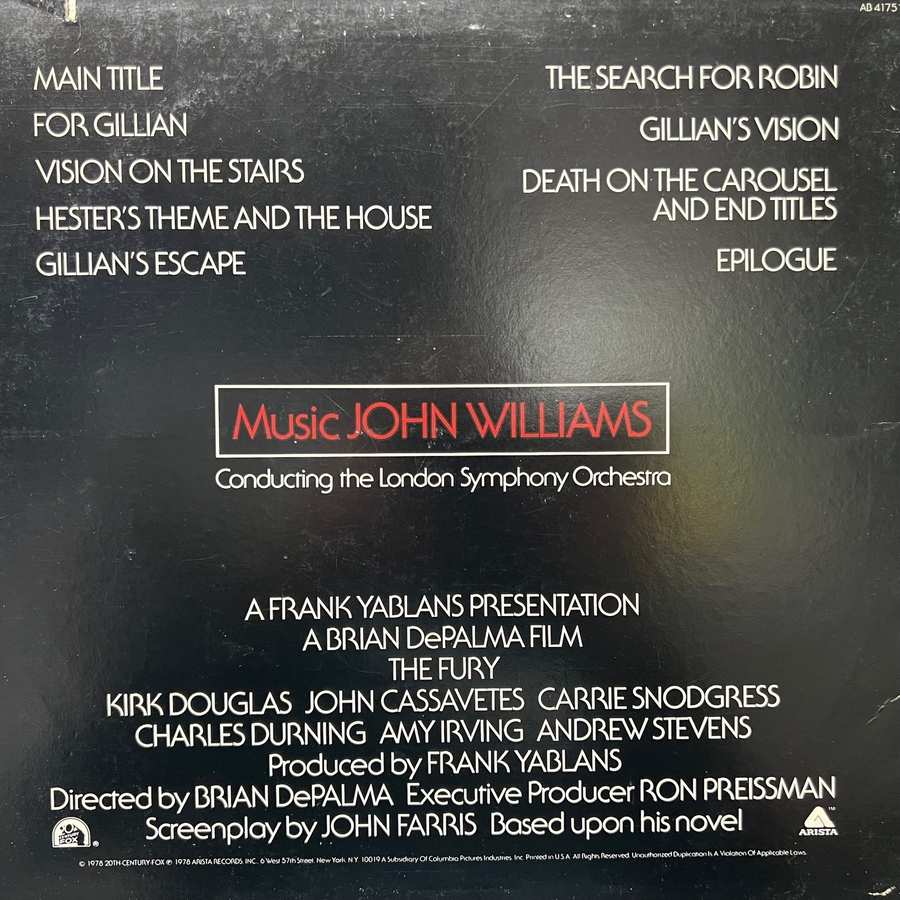 AB 4175
MAIN TITLE
FOR GILLIAN
VISION ON THE STAIRS
HESTER'S THEME AND THE HOUSE
GILLIAN'S ESCAPE
THE SEARCH FOR ROBIN
GILLIAN'S VISION
DEATH ON THE CAROUSEL
AND END TITLES
EPILOGUE
Music JOHN WILLIAMS
Conducting the London Symphony Orchestra
A FRANK YABLANS PRESENTATION
A BRIAN DePALMA FILM
THE FURY
KIRK DOUGLAS JOHN CASSAVETES CARRIE SNODGRESS
CHARLES DURNING AMY IRVING ANDREW STEVENS
Produced by FRANK YABLANS
Directed by BRIAN DePALMA Executive Producer RON PREISSMAN
Screenplay by JOHN FARRIS Based upon his novel
20th
CENTURY
FOX
®
ARISTA™
© 1978 20TH-CENTURY-FOX ℗ 1978 ARISTA RECORDS, INC. 6 West 57th Street, New York, N.Y. 10019 A Subsidiary Of Columbia Pictures Industries, Inc. Printed in U.S.A. All Rights Reserved. Unauthorized Duplication Is A Violation Of Applicable Laws.